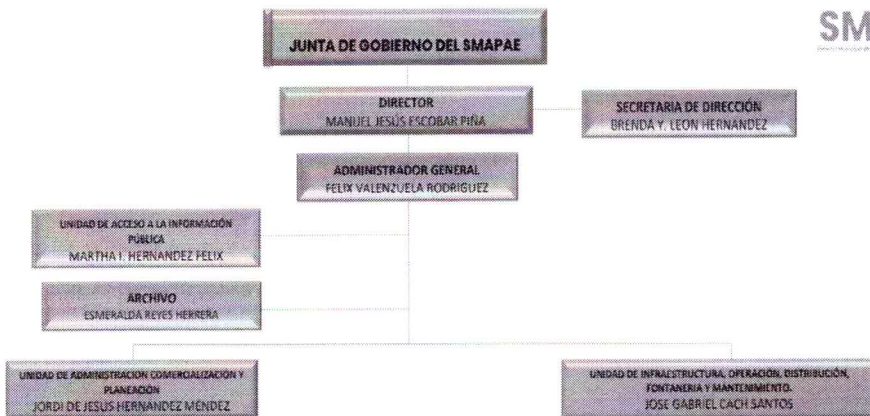 SM
JUNTA DE GOBIERNO DEL SMAPAE
DIRECTOR
MANUEL JESÚS ESCOBAR PIÑA
SECRETARIA DE DIRECCIÓN
BRENDA Y. LEON HERNANDEZ
ADMINISTRADOR GENERAL
FELIX VALENZUELA RODRIGUEZ
UNIDAD DE ACCESO A LA INFORMACIÓN
PÚBLICA
MARTHA I. HERNANDEZ FELIX
ARCHIVO
ESMERALDA REYES HERRERA
UNIDAD DE ADMINISTRACION COMERCIALIZACION Y
PLANEACIÓN
JORDI DE JESUS HERNANDEZ MÉNDEZ
UNIDAD DE INFRAESTRUCTURA, OPERACIÓN, DISTRIBUCIÓN,
FONTANERIA Y MANTENIMIENTO.
JOSE GABRIEL CACH SANTOS